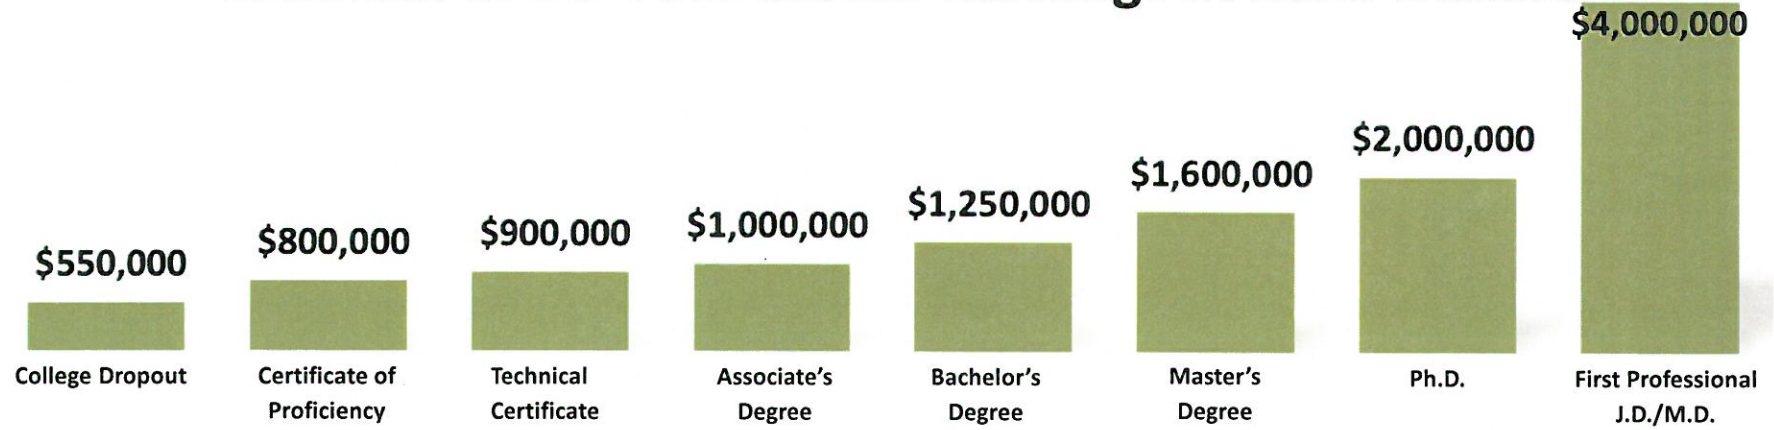 $4,000,000
$2,000,000
$1,600,000
$1,250,000
$1,000,000
$900,000
$800,000
$550,000
College Dropout
Certificate of
Proficiency
Technical
Certificate
Associate's
Degree
Bachelor's
Degree
Master's
Degree
Ph.D.
First Professional
J.D./M.D.